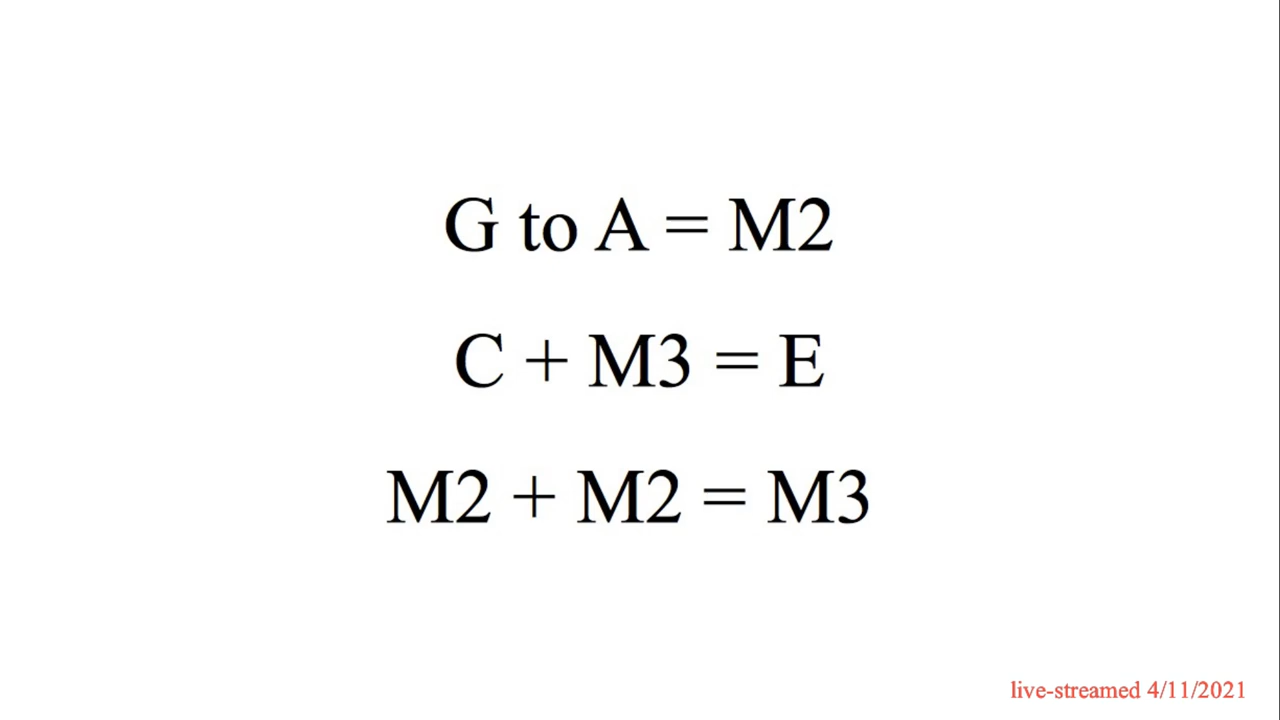 G to A = M2
C + M3 = E
M2 + M2 = M3
live-streamed 4/11/2021